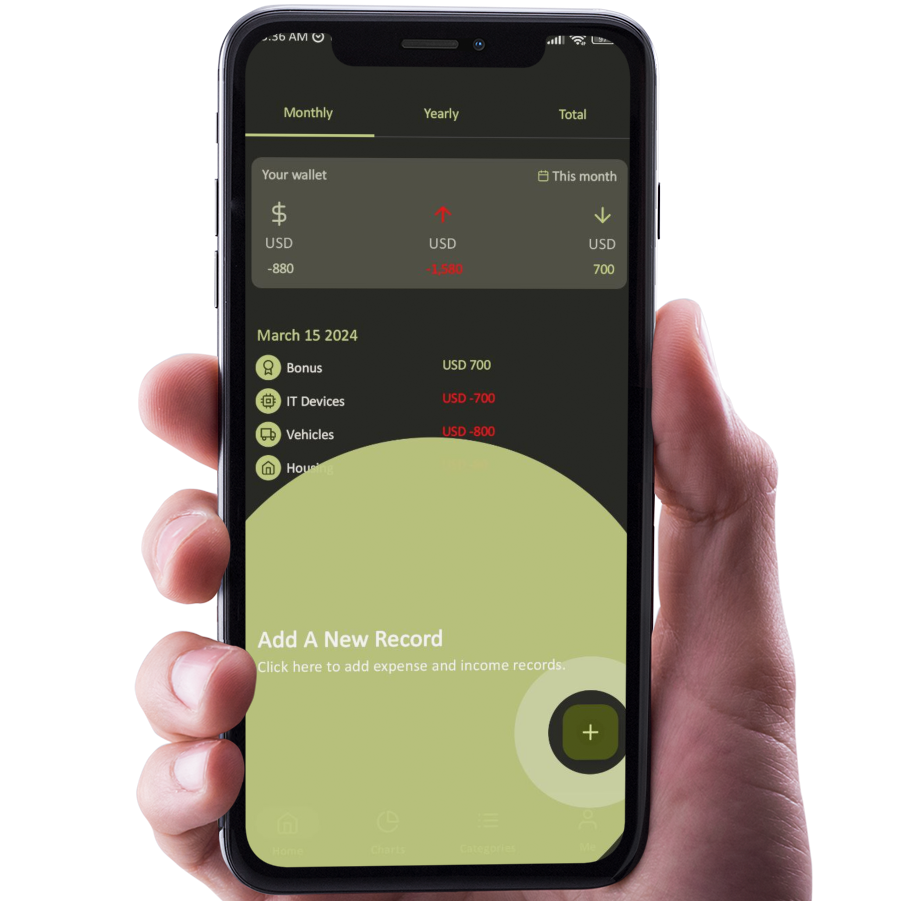 :36 AM
Monthly Yearly Total
Your wallet This month
USD USD USD
-880 -1,580 700
March 15 2024
Bonus USD 700
IT Devices USD -700
Vehicles USD -800
Housing
Add A New Record
Click here to add expense and income records.
+
Home Charts Categories Me